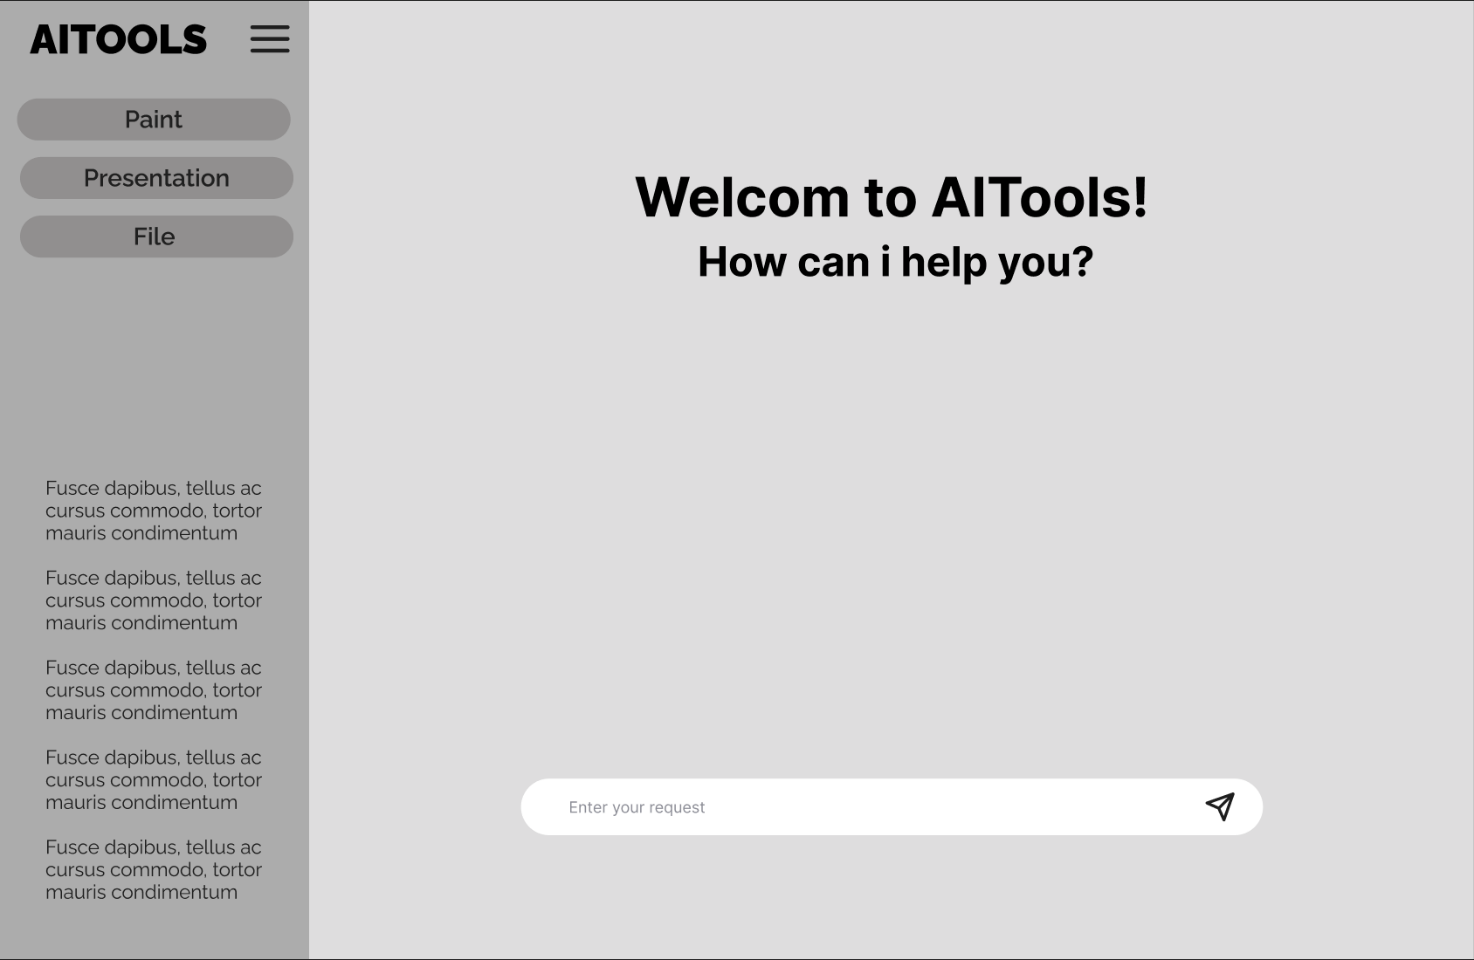 AITOOLS
Paint
Presentation
File
Fusce dapibus, tellus ac
cursus commodo, tortor
mauris condimentum
Fusce dapibus, tellus ac
cursus commodo, tortor
mauris condimentum
Fusce dapibus, tellus ac
cursus commodo, tortor
mauris condimentum
Fusce dapibus, tellus ac
cursus commodo, tortor
mauris condimentum
Fusce dapibus, tellus ac
cursus commodo, tortor
mauris condimentum
Welcom to AITools!
How can i help you?
Enter your request